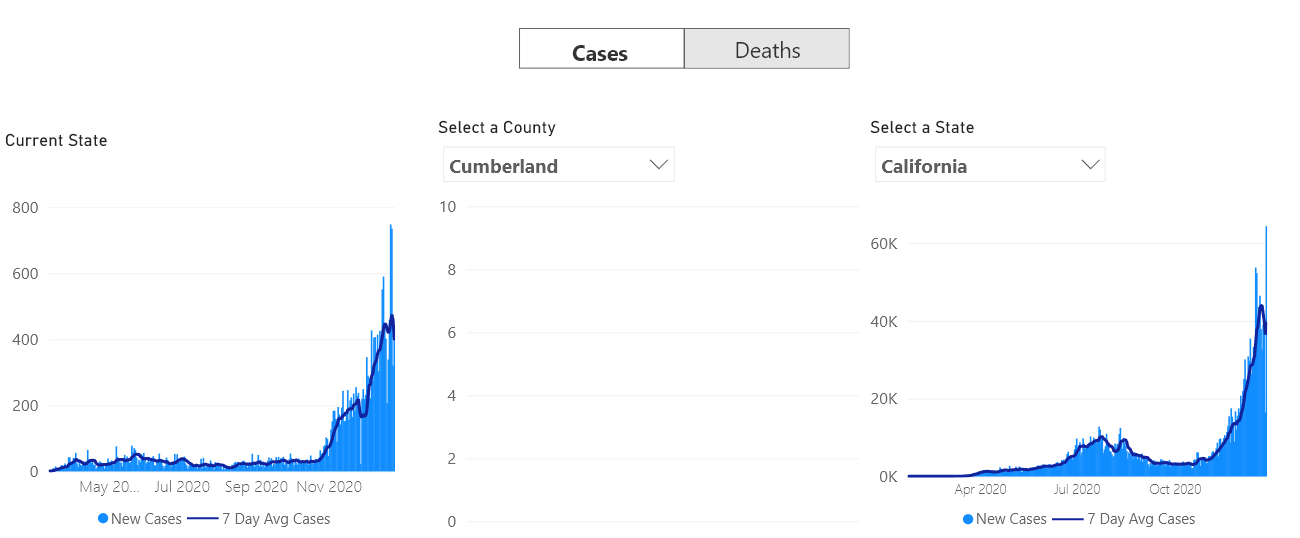 Cases
Deaths
Current State
Select a County
Select a State
Cumberland
California
800
600
400
200
0
May 20...
Jul 2020
Sep 2020
Nov 2020
New Cases
7 Day Avg Cases
10
8
6
4
2
0
60K
40K
20K
0K
Apr 2020
Jul 2020
Oct 2020
New Cases
7 Day Avg Cases